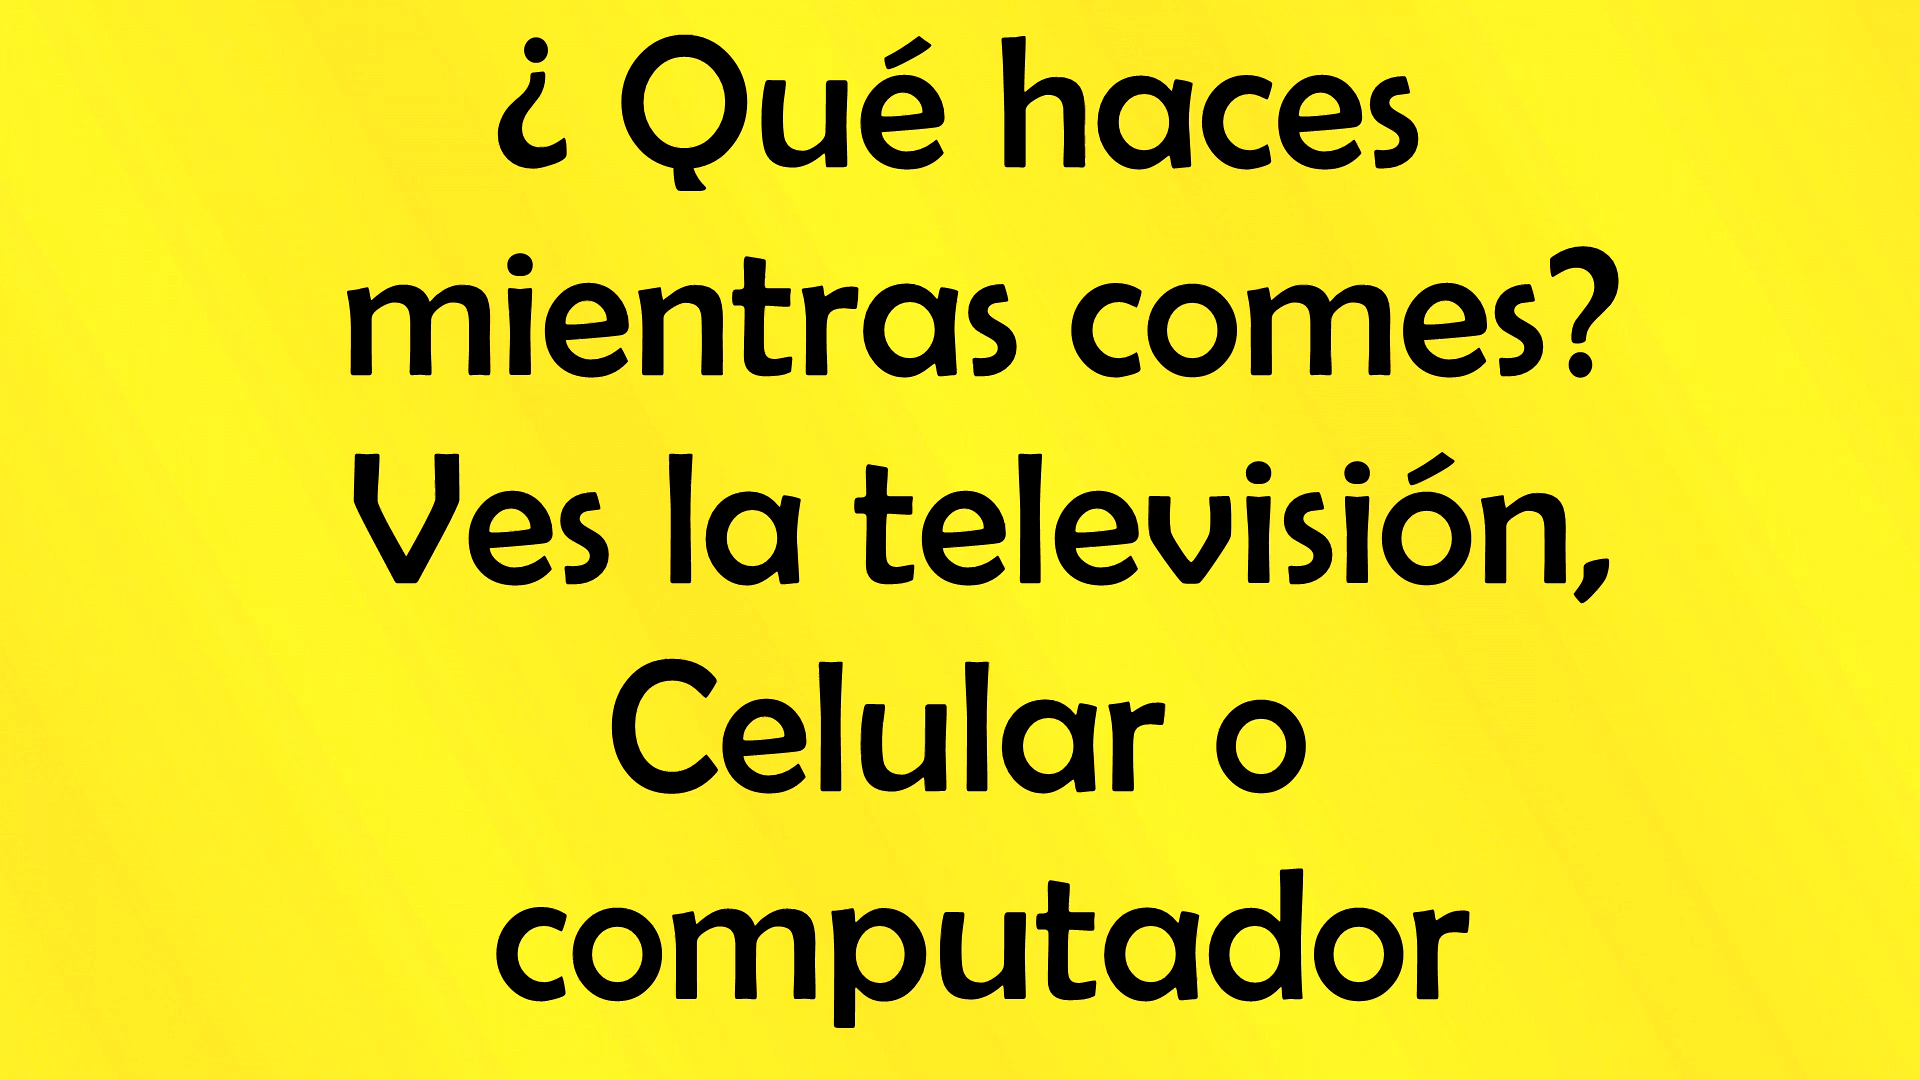 ¿ Qué haces
mientras comes?
Ves la televisión,
Celular o
computador